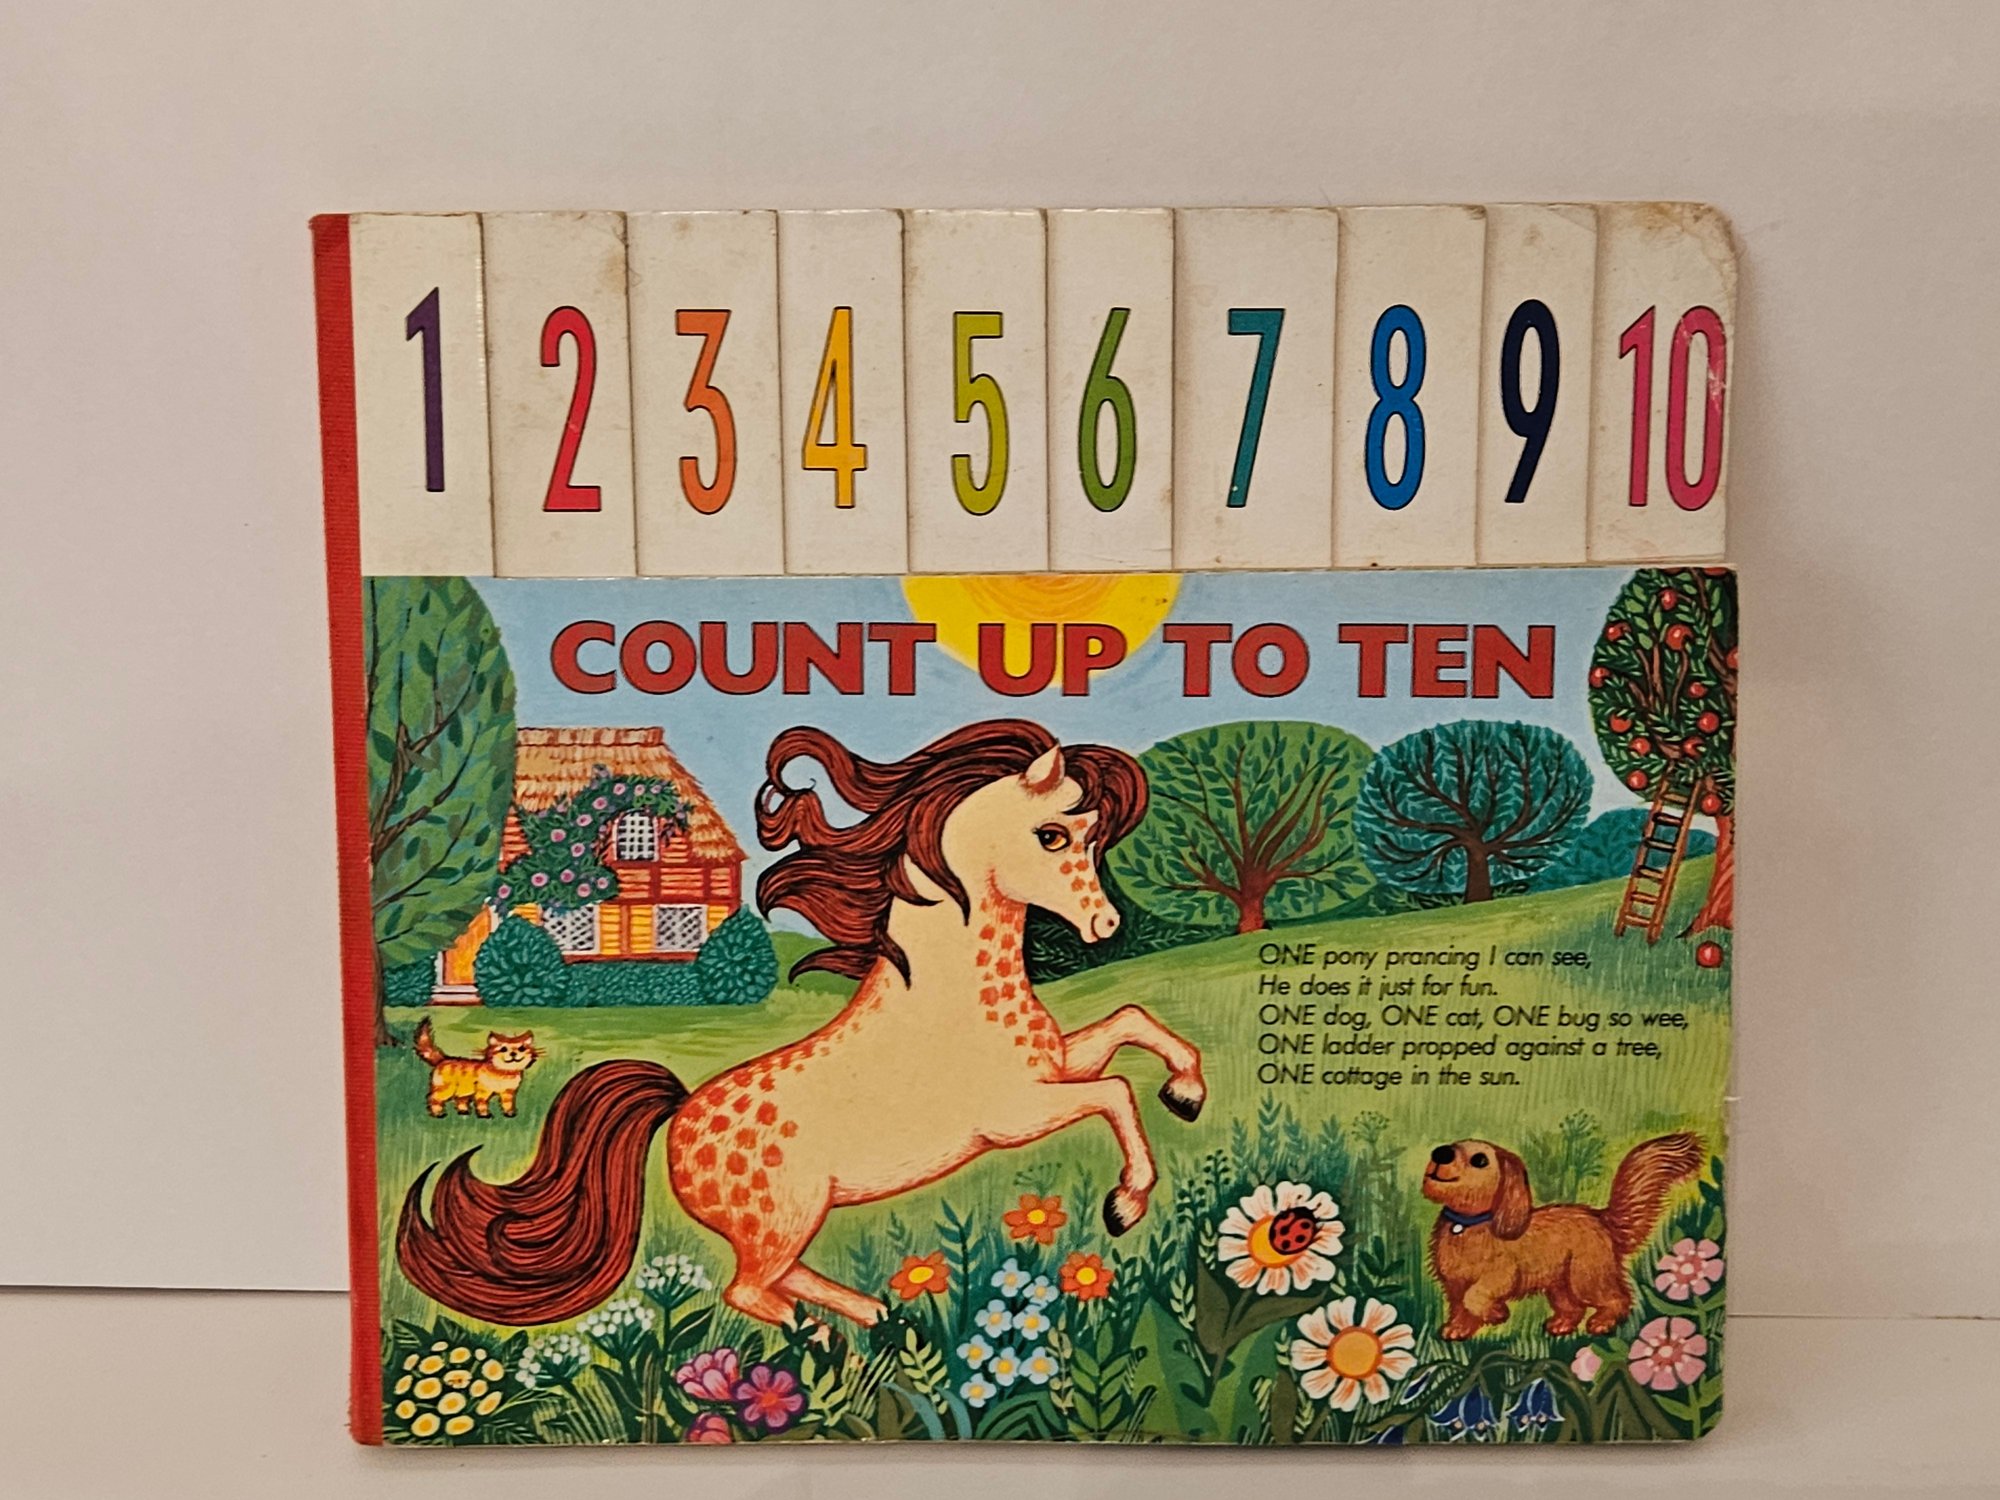 1 2 3 4 5 6 7 8 9 10
COUNT UP TO TEN
ONE pony prancing I can see,
He does it just for fun.
ONE dog, ONE cat, ONE bug so wee,
ONE ladder propped against a tree,
ONE cottage in the sun.